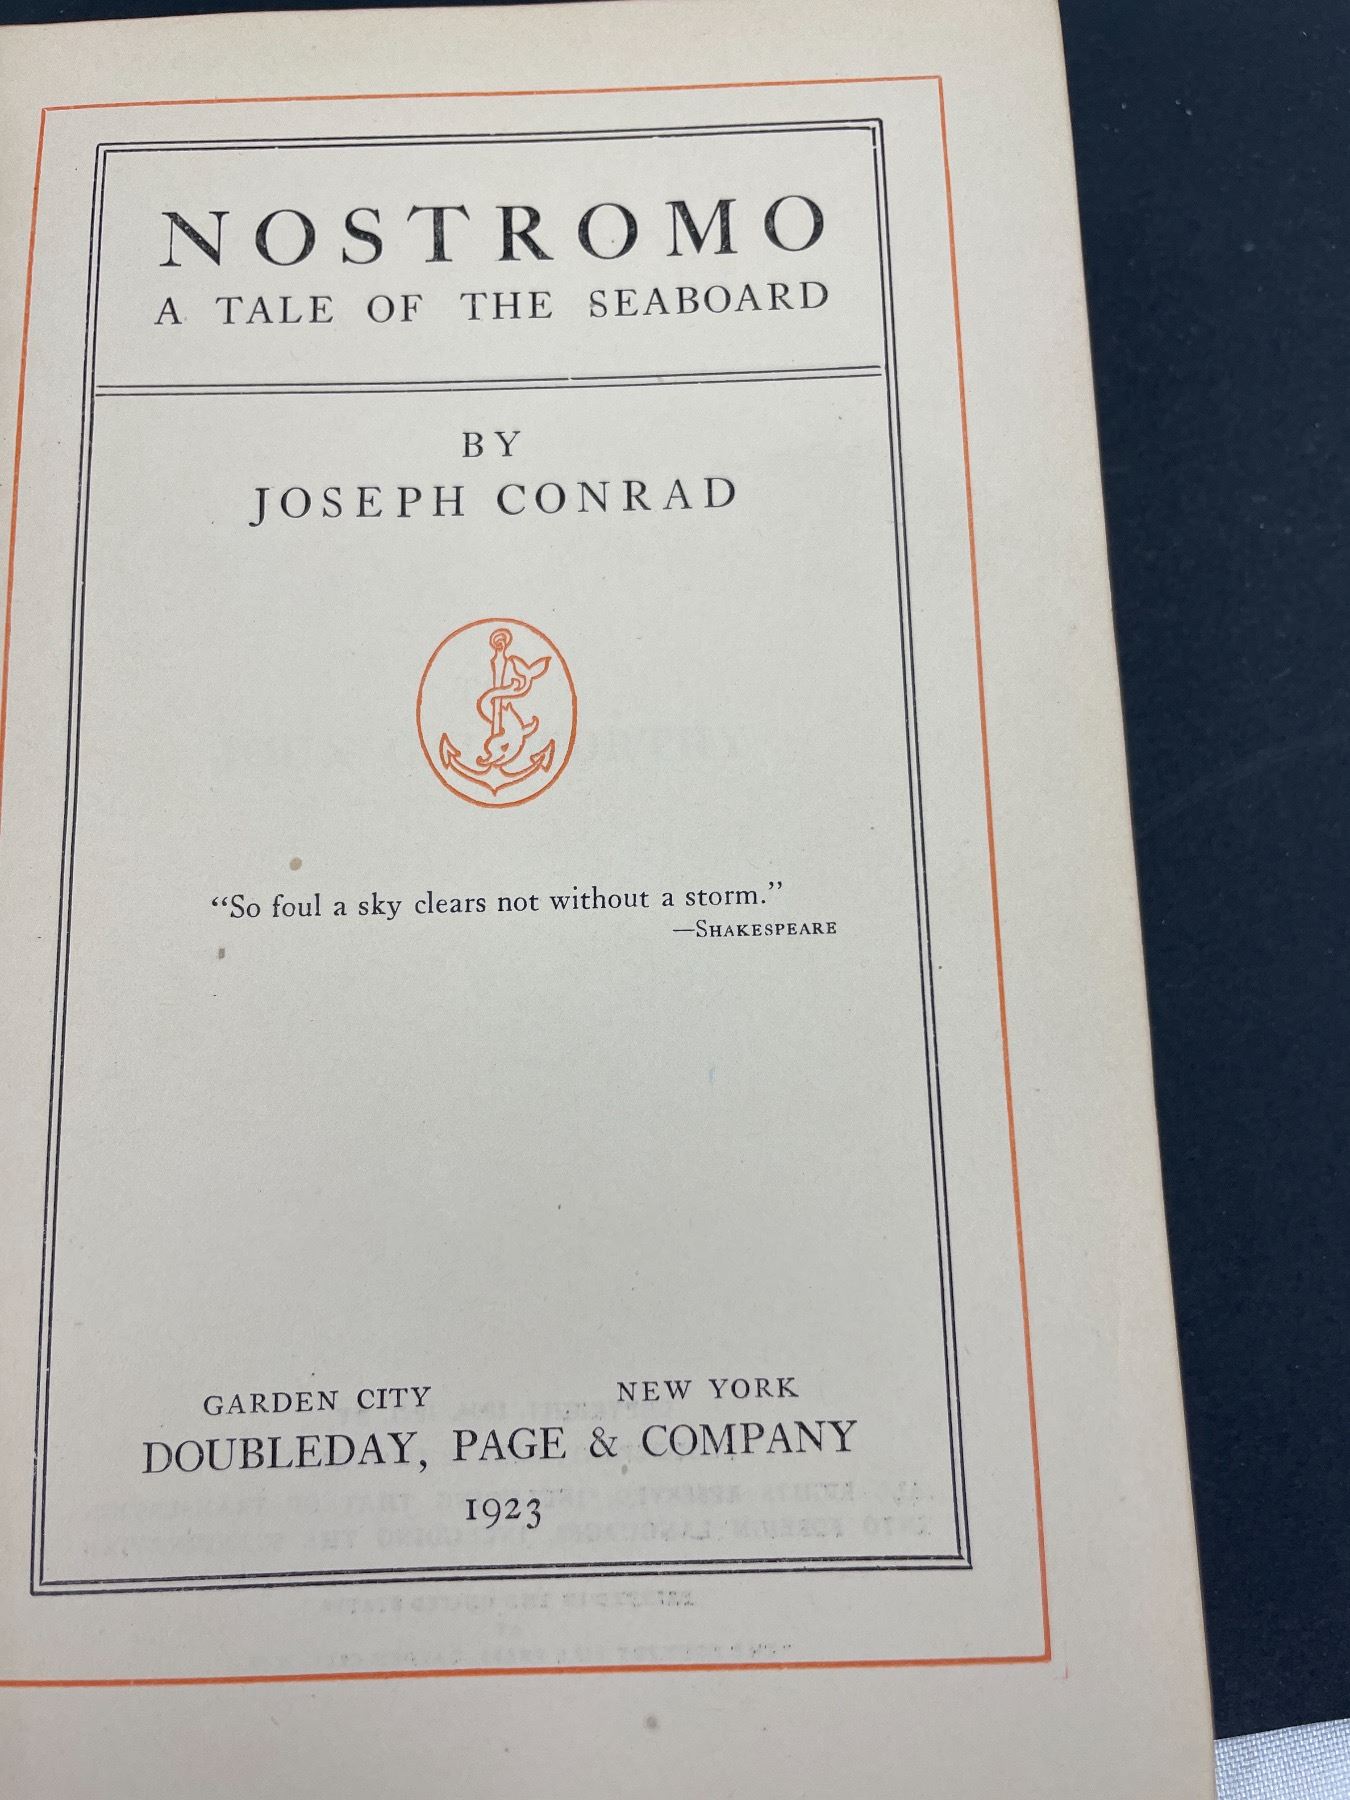 NOSTROMO
A TALE OF THE SEABOARD
BY
JOSEPH CONRAD
“So foul a sky clears not without a storm.”
—SHAKESPEARE
GARDEN CITY NEW YORK
DOUBLEDAY, PAGE & COMPANY
1923